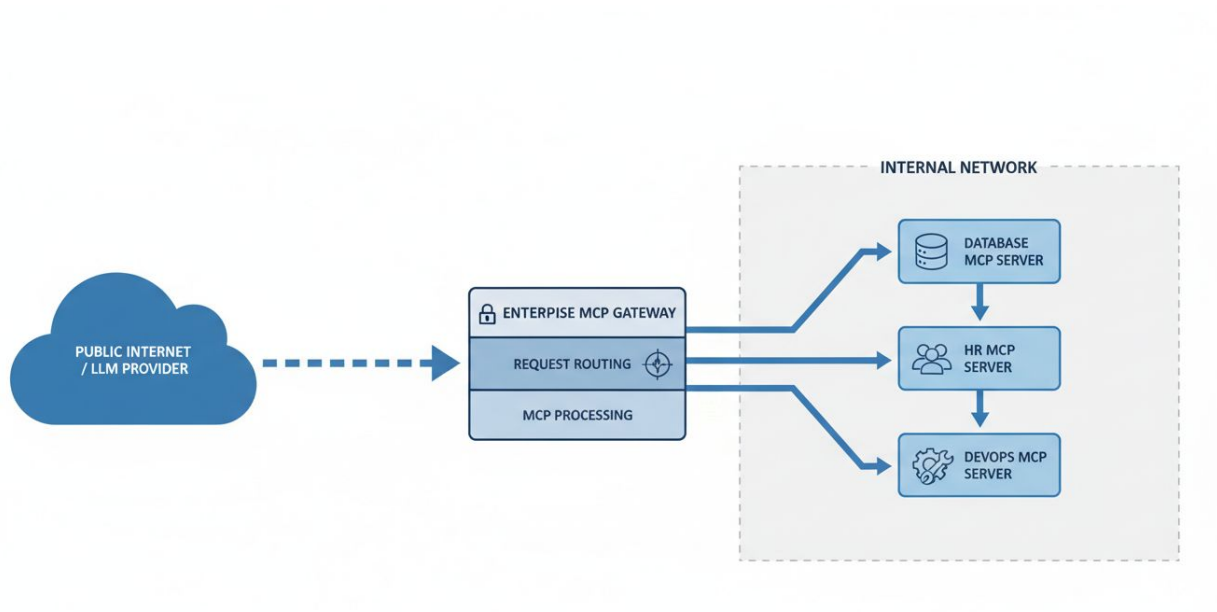 INTERNAL NETWORK
DATABASE
MCP SERVER
PUBLIC INTERNET
/ LLM PROVIDER
ENTERPISE MCP GATEWAY
REQUEST ROUTING
MCP PROCESSING
HR MCP
SERVER
DEVOPS MCP
SERVER